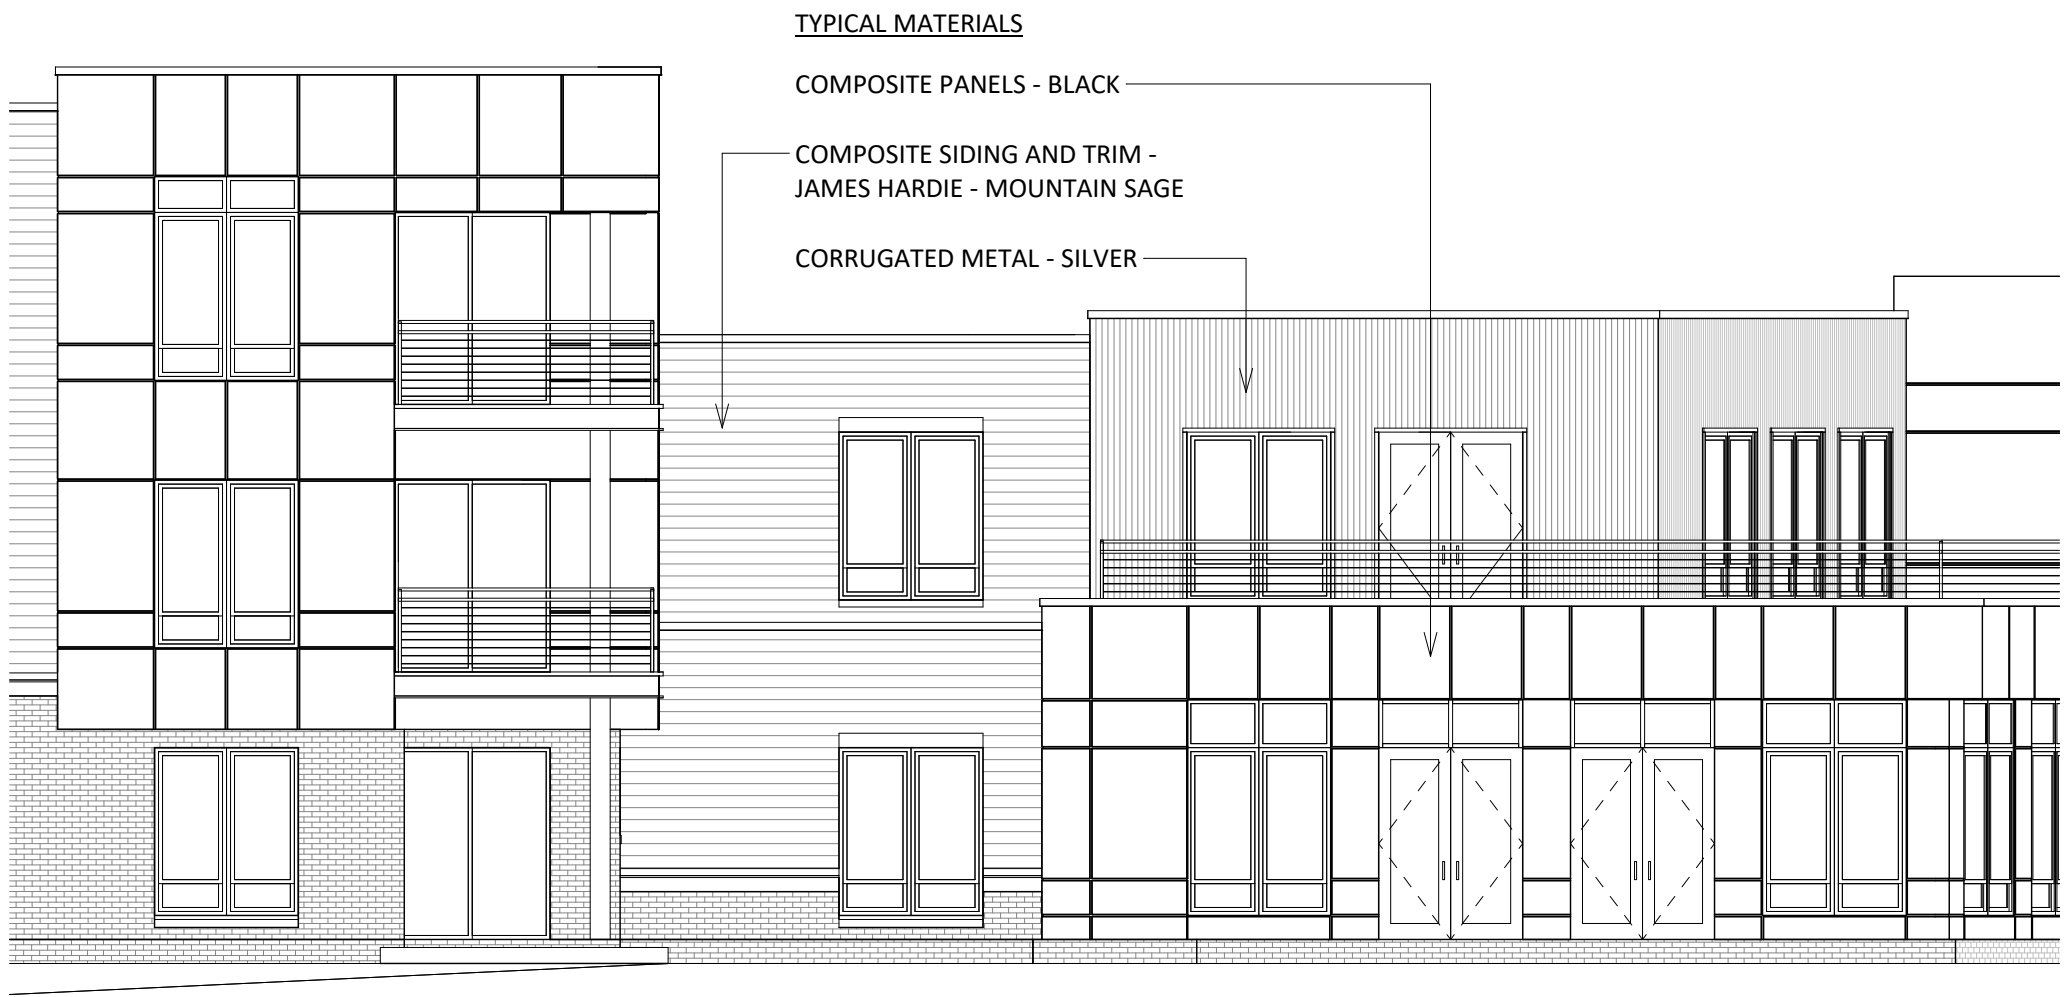 TYPICAL MATERIALS
COMPOSITE PANELS - BLACK
COMPOSITE SIDING AND TRIM -
JAMES HARDIE - MOUNTAIN SAGE
CORRUGATED METAL - SILVER